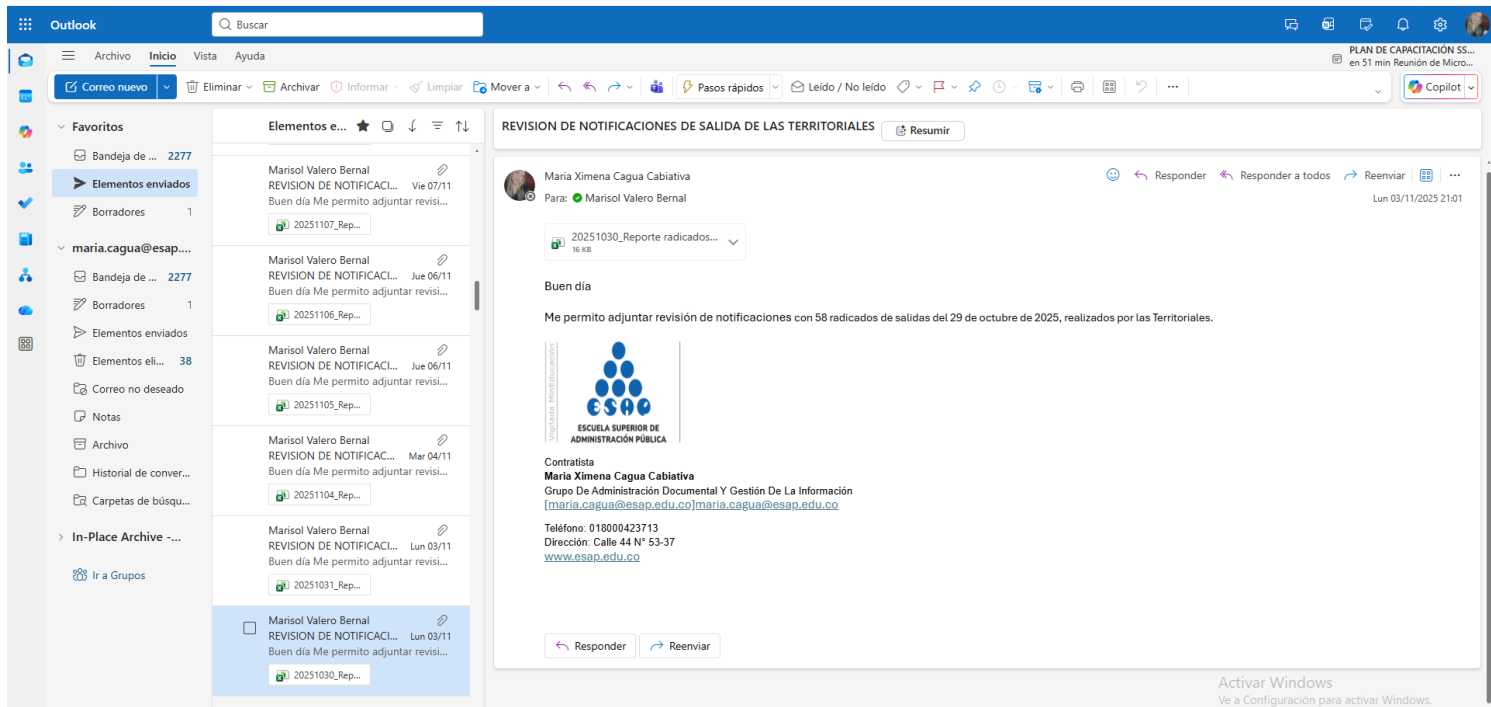 Outlook
Buscar
Archivo Inicio Vista Ayuda
PLAN DE CAPACITACIÓN SS...
en 51 min Reunión de Micro...
Correo nuevo Eliminar Archivar Informar Limpiar Mover a Pasos rápidos Leído / No leído ... Copilot
Favoritos
Bandeja de ... 2277
Elementos enviados
Borradores 1
maria.cagua@esap....
Bandeja de ... 2277
Borradores 1
Elementos enviados
Elementos eli... 38
Correo no deseado
Notas
Archivo
Historial de conver...
Carpetas de búsqu...
In-Place Archive -...
Ir a Grupos
Elementos e...
Marisol Valero Bernal
REVISION DE NOTIFICACI... Vie 07/11
Buen día Me permito adjuntar revisi...
20251107_Rep...
Marisol Valero Bernal
REVISION DE NOTIFICACI... Jue 06/11
Buen día Me permito adjuntar revisi...
20251106_Rep...
Marisol Valero Bernal
REVISION DE NOTIFICACI... Jue 06/11
Buen día Me permito adjuntar revisi...
20251105_Rep...
Marisol Valero Bernal
REVISION DE NOTIFICAC... Mar 04/11
Buen día Me permito adjuntar revisi...
20251104_Rep...
Marisol Valero Bernal
REVISION DE NOTIFICACI... Lun 03/11
Buen día Me permito adjuntar revisi...
20251031_Rep...
Marisol Valero Bernal
REVISION DE NOTIFICACI... Lun 03/11
Buen día Me permito adjuntar revisi...
20251030_Rep...
REVISION DE NOTIFICACIONES DE SALIDA DE LAS TERRITORIALES Resumir
Maria Ximena Cagua Cabiativa
Responder Responder a todos Reenviar ...
Para: Marisol Valero Bernal
Lun 03/11/2025 21:01
20251030_Reporte radicados...
16 KB
Buen día
Me permito adjuntar revisión de notificaciones con 58 radicados de salidas del 29 de octubre de 2025, realizados por las Territoriales.
Vigilada MinEducación
ESAP
ESCUELA SUPERIOR DE
ADMINISTRACIÓN PÚBLICA
Contratista
Maria Ximena Cagua Cabiativa
Grupo De Administración Documental Y Gestión De La Información
[maria.cagua@esap.edu.co]maria.cagua@esap.edu.co
Teléfono: 018000423713
Dirección: Calle 44 N° 53-37
www.esap.edu.co
Responder Reenviar
Activar Windows
Ve a Configuración para activar Windows.